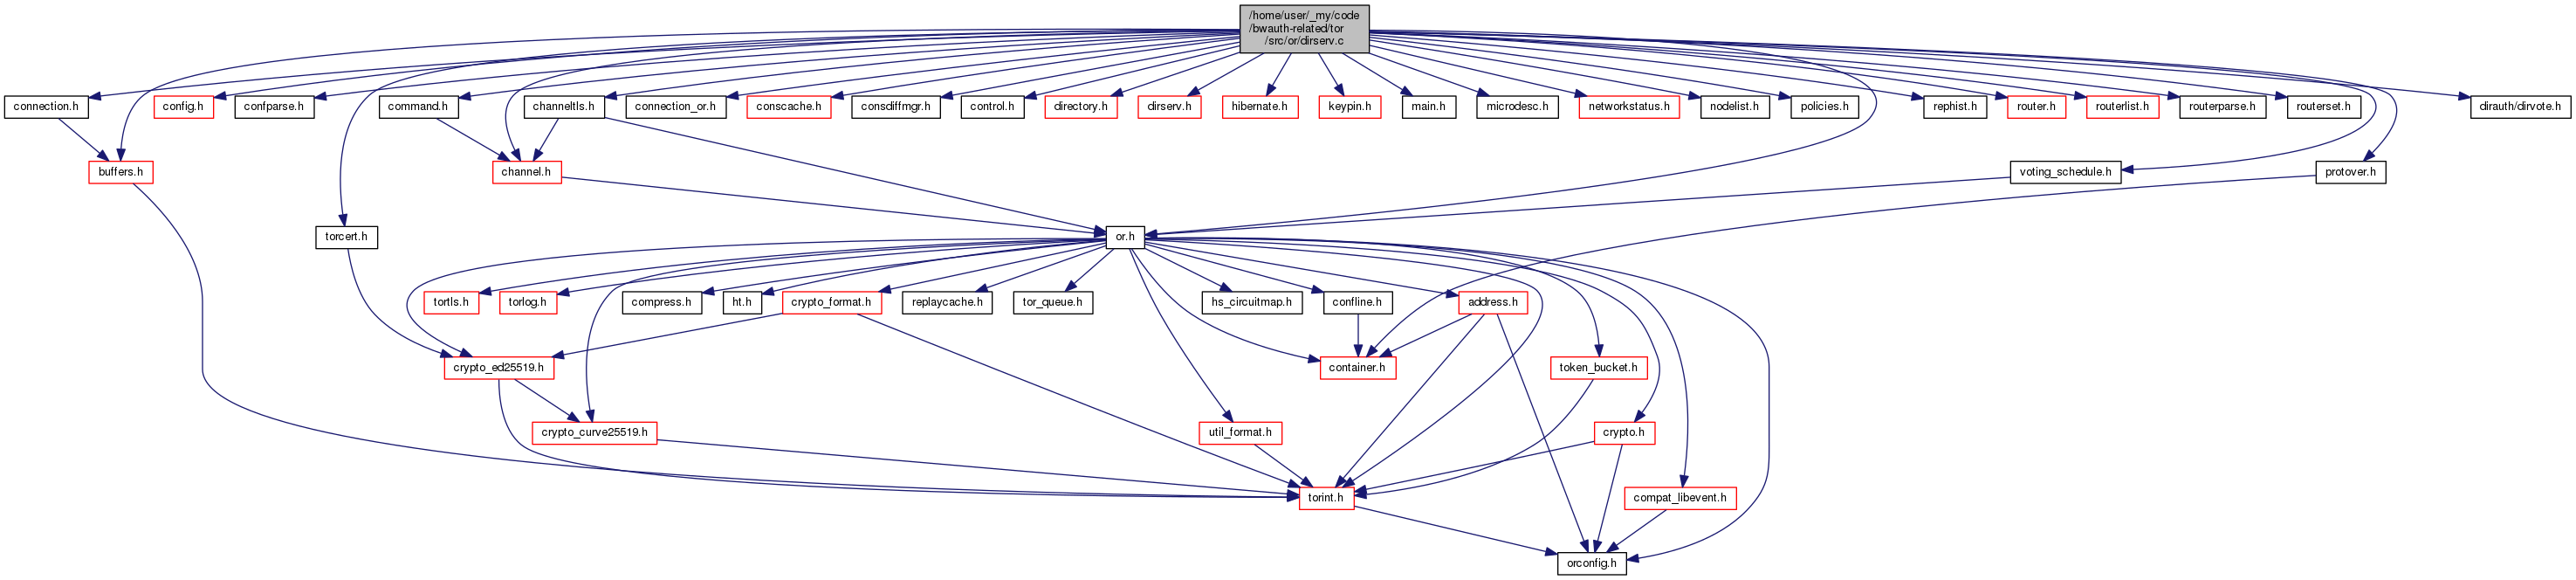 /home/user/_my/code
/bwauth-related/tor
/src/or/dirserv.c
connection.h
config.h
confparse.h
command.h
channeltls.h
connection_or.h
conscache.h
consdiffmgr.h
control.h
directory.h
dirserv.h
hibernate.h
keypin.h
main.h
microdesc.h
networkstatus.h
nodelist.h
policies.h
rephist.h
router.h
routerlist.h
routerparse.h
routerset.h
dirauth/dirvote.h
buffers.h
channel.h
voting_schedule.h
protover.h
torcert.h
or.h
tortls.h
torlog.h
compress.h
ht.h
crypto_format.h
replaycache.h
tor_queue.h
hs_circuitmap.h
confline.h
address.h
crypto_ed25519.h
container.h
token_bucket.h
crypto_curve25519.h
util_format.h
crypto.h
torint.h
compat_libevent.h
orconfig.h